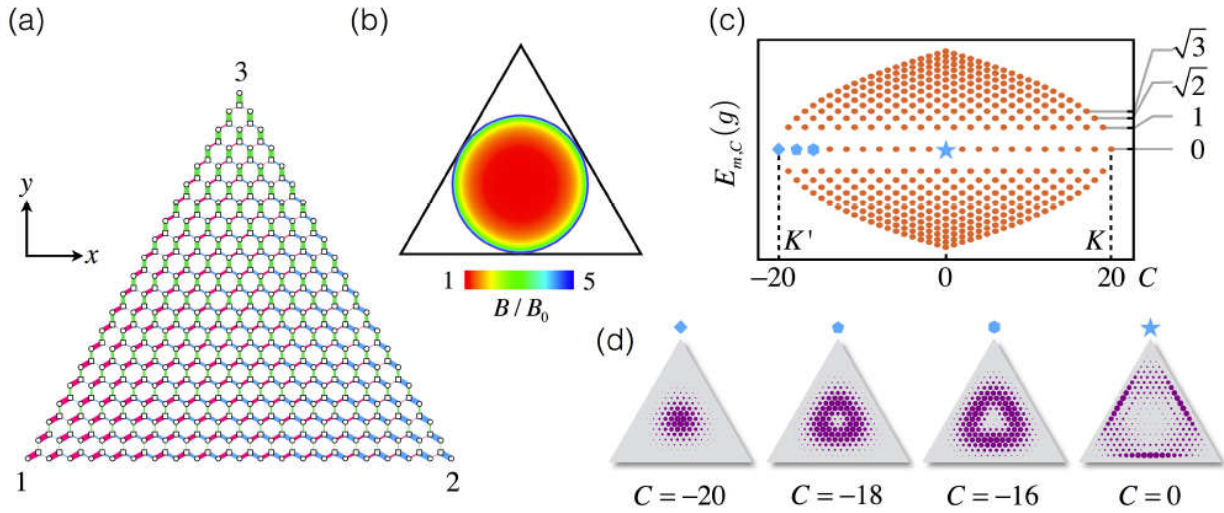 (a)
3
y
x
1
2
(b)
1
5
B / B₀
(c)
E_{m,C}(g)
√3
√2
1
0
K'
K
−20
0
20
C
(d)
C = −20
C = −18
C = −16
C = 0